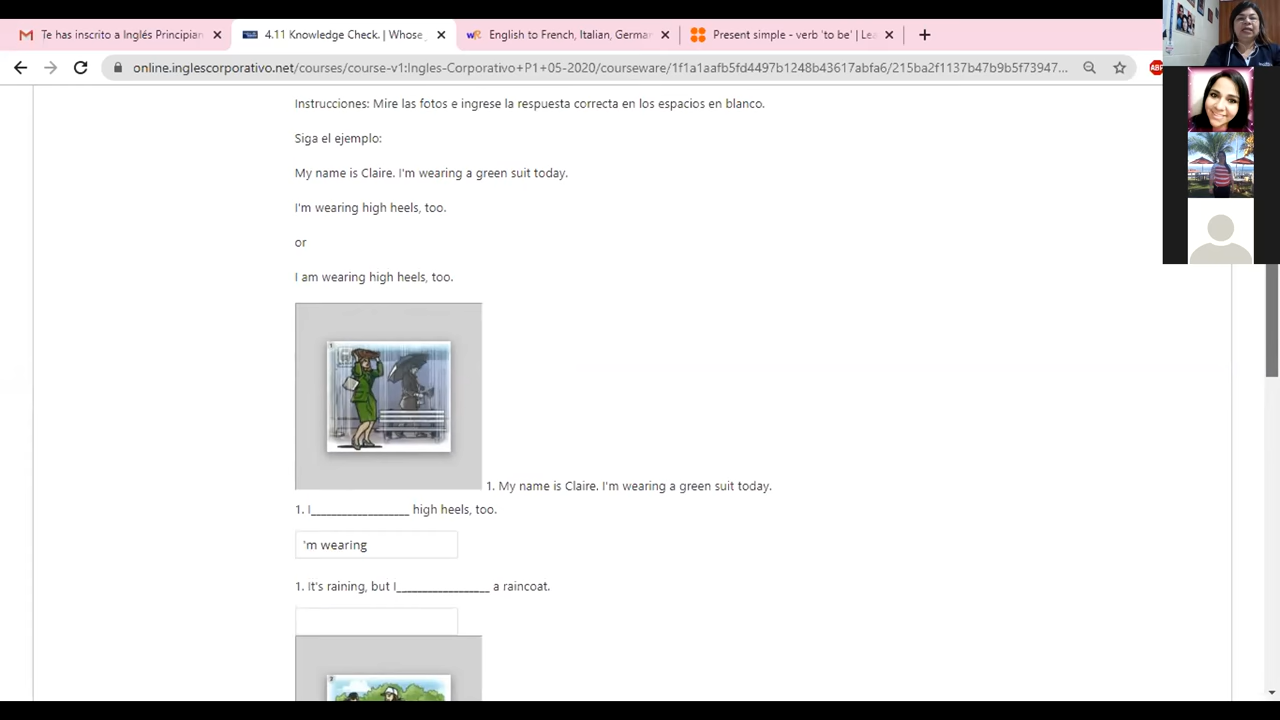 Te has inscrito a Inglés Principian
4.11 Knowledge Check. | Whose
English to French, Italian, Germa
Present simple - verb 'to be' | Lea
online.inglescorporativo.net/courses/course-v1:Ingles-Corporativo+P1+05-2020/courseware/1f1a1aafb5fd4497b1248b43617abfa6/215ba2f1137b47b9b5f73947...
ABP
Instrucciones: Mire las fotos e ingrese la respuesta correcta en los espacios en blanco.
Siga el ejemplo:
My name is Claire. I'm wearing a green suit today.
I'm wearing high heels, too.
or
I am wearing high heels, too.
1
1. My name is Claire. I'm wearing a green suit today.
1. I_________________ high heels, too.
'm wearing
1. It's raining, but I________________ a raincoat.
3